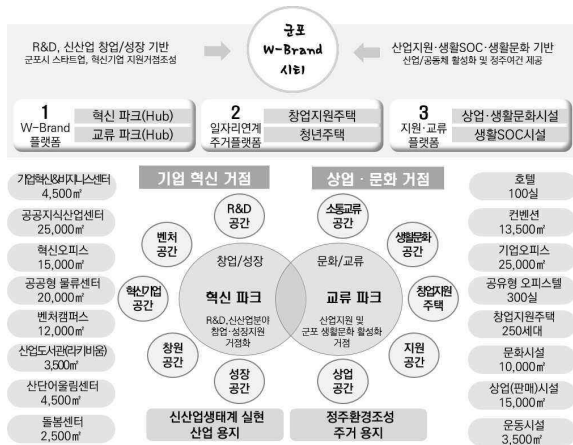 군포
W-Brand
시티
R&D, 신산업 창업/성장 기반
군포시 스타트업, 혁신기업 지원거점조성
산업지원·생활SOC·생활문화 기반
산업/공동체 활성화 및 정주여건 제공
1
W-Brand
플랫폼
혁신 파크(Hub)
교류 파크(Hub)
2
일자리연계
주거플랫폼
창업지원주택
청년주택
3
지원·교류
플랫폼
상업·생활문화시설
생활SOC시설
기업혁신&비지니스센터
4,500㎡
공공지식산업센터
25,000㎡
혁신오피스
15,000㎡
공공형 물류센터
20,000㎡
벤처캠퍼스
12,000㎡
산업도서관(라키비움)
3,500㎡
산단어울림센터
4,500㎡
돌봄센터
2,500㎡
기업 혁신 거점
상업·문화 거점
R&D
공간
벤처
공간
혁신기업
공간
창원
공간
성장
공간
창업/성장
혁신 파크
R&D,신산업분야
창업·성장지원
거점화
문화/교류
교류 파크
산업지원 및
군포 생활문화 활성화
거점
소통교류
공간
생활문화
공간
창업지원
주택
지원
공간
상업
공간
신산업생태계 실현
산업 용지
정주환경조성
주거 용지
호텔
100실
컨벤션
13,500㎡
기업오피스
25,000㎡
공유형 오피스텔
300실
창업지원주택
250세대
문화시설
10,000㎡
상업(판매)시설
15,000㎡
운동시설
3,500㎡